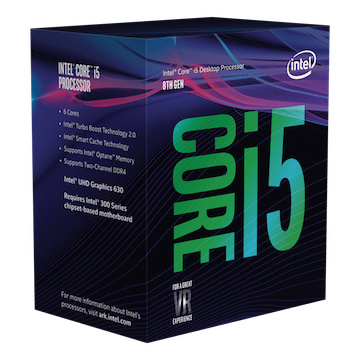 INTEL® CORE™ i5
PROCESSOR
• 6 Cores
• Intel® Turbo Boost Technology 2.0
• Intel® Smart Cache Technology
• Supports Intel® Optane™ Memory
• Supports Two-Channel DDR4
Intel® UHD Graphics 630
Requires Intel® 300 Series
chipset-based motherboard
For more information about Intel's
processors, visit ark.intel.com
Intel® Core™ i5 Desktop Processor
8TH GEN
intel
CORE
i5
FOR A GREAT
VR
EXPERIENCE